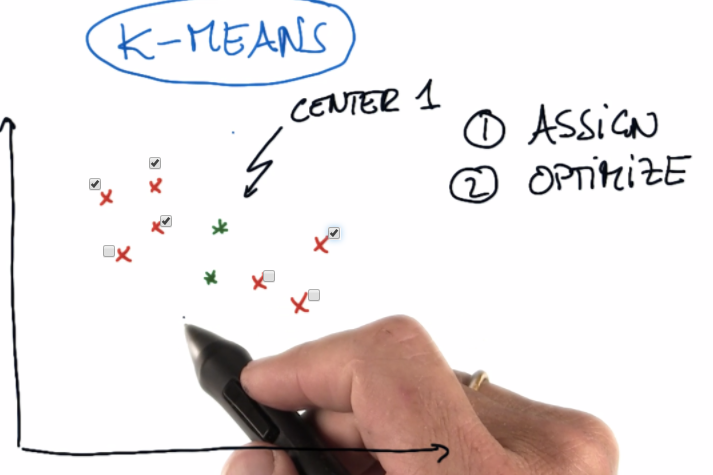 K-MEANS
CENTER 1
① ASSIGN
② OPTIMIZE